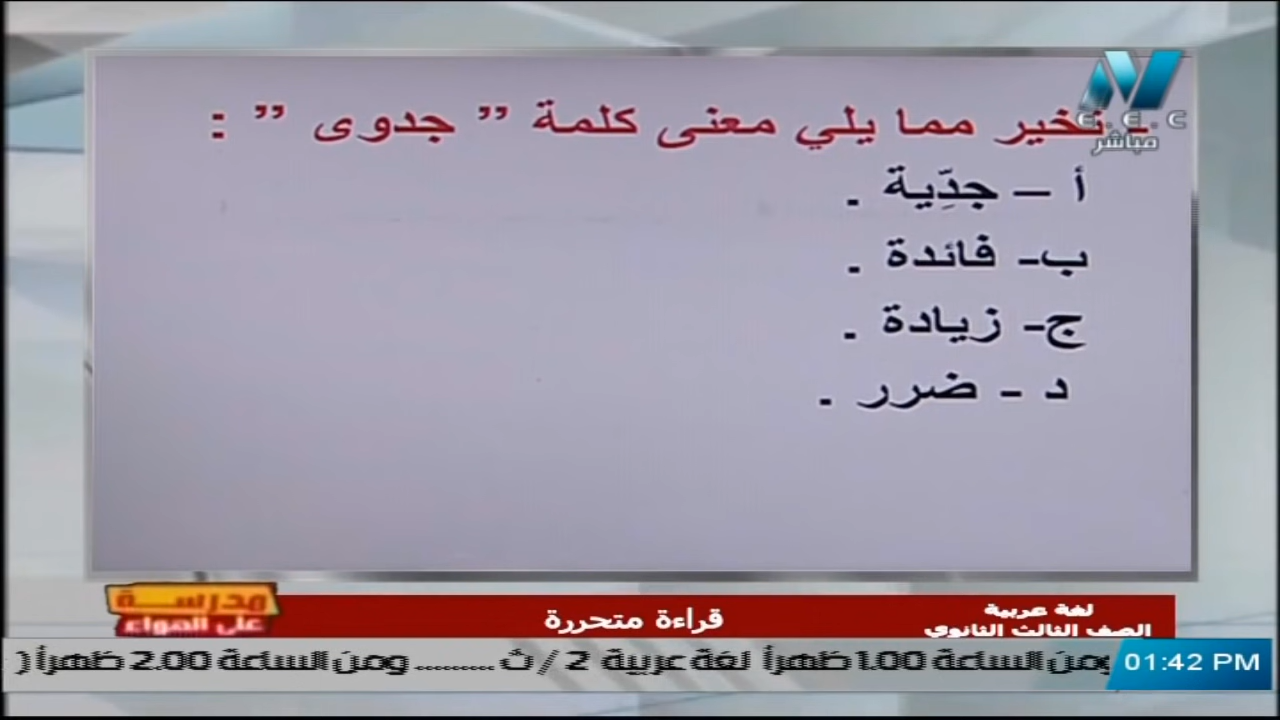 - تخير مما يلي معنى كلمة " جدوى " :
أ – جدِّية .
ب- فائدة .
ج- زيادة .
د - ضرر .
مباشر
مدرسة
على الهواء
قراءة متحررة
لغة عربية
الصف الثالث الثانوي
ومن الساعة 1.00 ظهراً لغة عربية 2 / ث ......... ومن الساعة 2.00 ظهراً (
01:42 PM